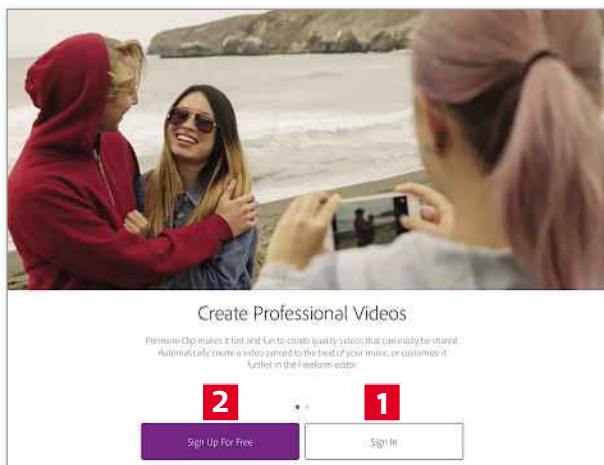 Create Professional Videos
Premiere Clip makes it fast and fun to create quality videos that can easily be shared.
Automatically create a video synced to the beat of your music, or customize it
further in the Freeform editor.
2
1
Sign Up For Free
Sign In